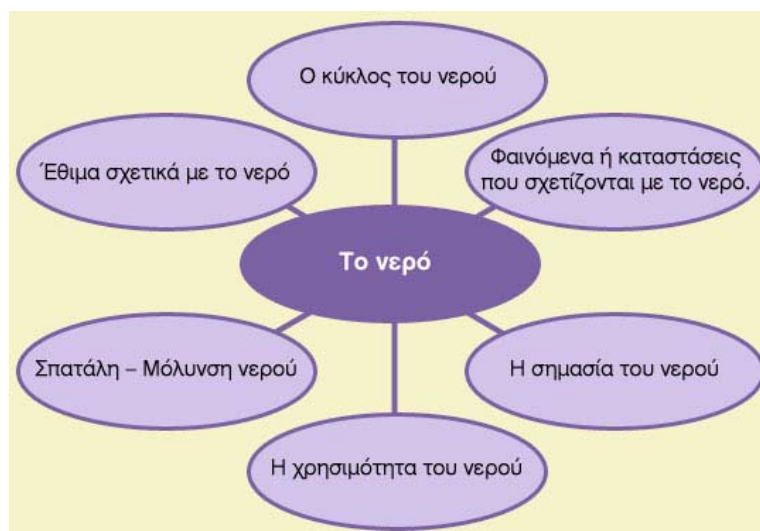 Ο κύκλος του νερού
Έθιμα σχετικά με το νερό
Φαινόμενα ή καταστάσεις
που σχετίζονται με το νερό.
Το νερό
Σπατάλη – Μόλυνση νερού
Η σημασία του νερού
Η χρησιμότητα του νερού